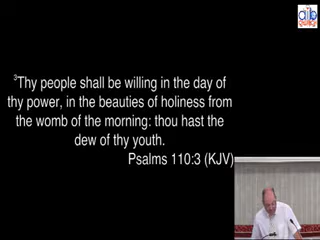 ³Thy people shall be willing in the day of
thy power, in the beauties of holiness from
the womb of the morning: thou hast the
dew of thy youth.
Psalms 110:3 (KJV)